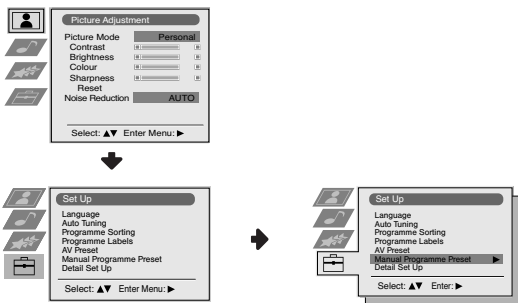 Picture Adjustment
Picture Mode Personal
Contrast
Brightness
Colour
Sharpness
Reset
Noise Reduction AUTO
Select: ▲▼ Enter Menu: ▶
Set Up
Language
Auto Tuning
Programme Sorting
Programme Labels
AV Preset
Manual Programme Preset
Detail Set Up
Select: ▲▼ Enter Menu: ▶
Set Up
Language
Auto Tuning
Programme Sorting
Programme Labels
AV Preset
Manual Programme Preset ▶
Detail Set Up
Select: ▲▼ Enter: ▶